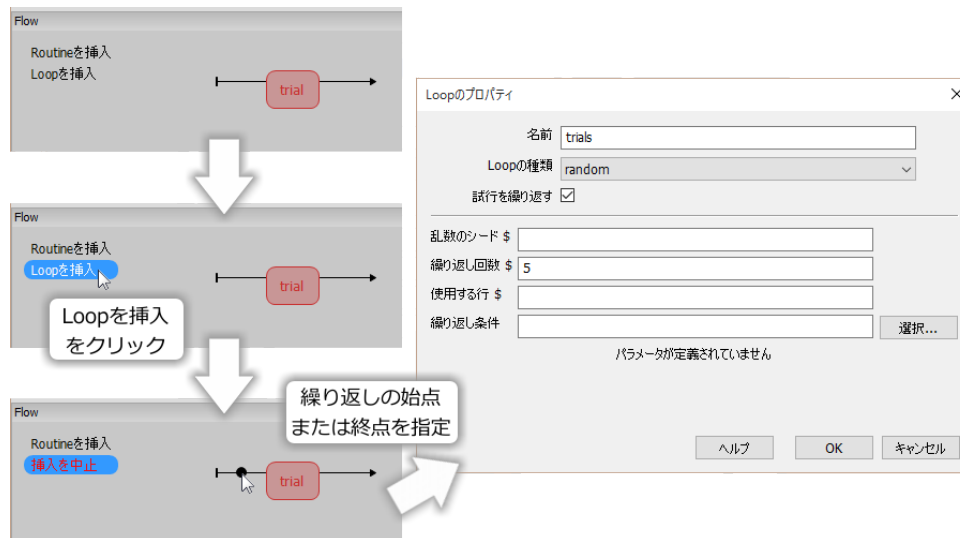 Flow
Routineを挿入
Loopを挿入
trial
Flow
Routineを挿入
Loopを挿入
trial
Loopを挿入
をクリック
Flow
Routineを挿入
挿入を中止
trial
繰り返しの始点
または終点を指定
Loopのプロパティ
名前 trials
Loopの種類 random
試行を繰り返す
乱数のシード $
繰り返し回数 $ 5
使用する行 $
繰り返し条件
選択...
パラメータが定義されていません
ヘルプ OK キャンセル